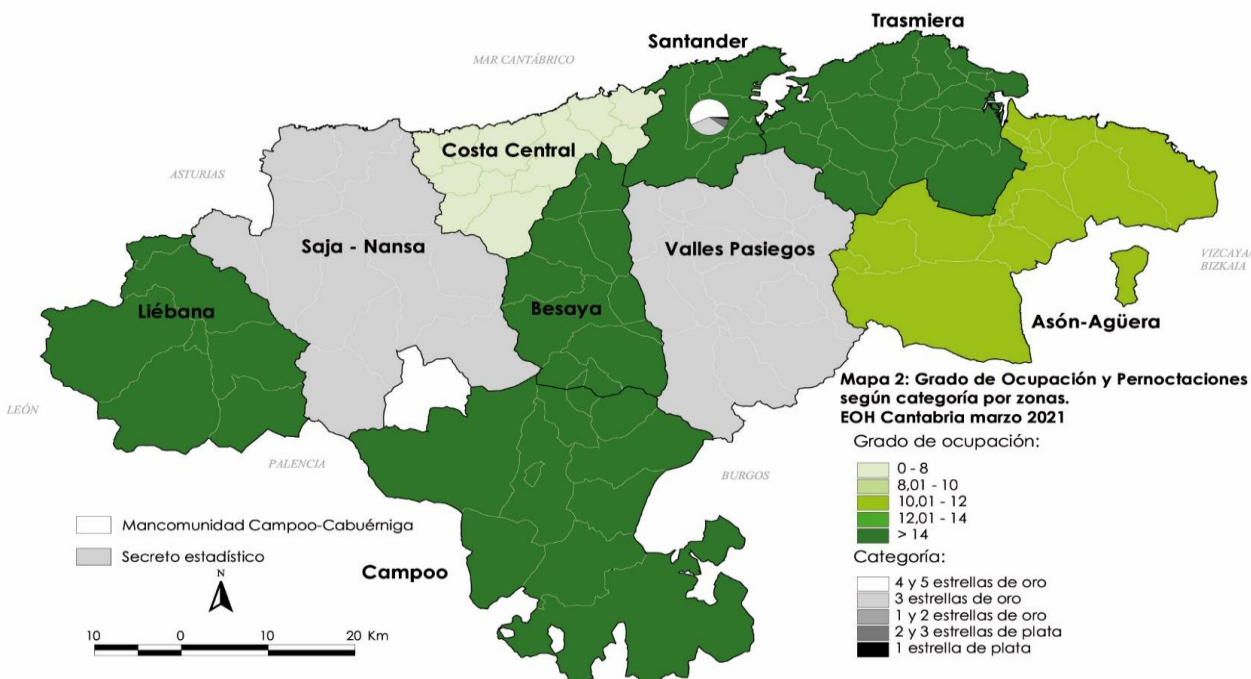 Trasmiera
Santander
MAR CANTÁBRICO
Costa Central
ASTURIAS
Saja - Nansa
Valles Pasiegos
VIZCAYA/
BIZKAIA
Liébana
Besaya
Asón-Agüera
LEÓN
PALENCIA
BURGOS
Campoo
Mancomunidad Campoo-Cabuérniga
Secreto estadístico
N
10 0 10 20 Km
Mapa 2: Grado de Ocupación y Pernoctaciones
según categoría por zonas.
EOH Cantabria marzo 2021
Grado de ocupación:
0 - 8
8,01 - 10
10,01 - 12
12,01 - 14
> 14
Categoría:
4 y 5 estrellas de oro
3 estrellas de oro
1 y 2 estrellas de oro
2 y 3 estrellas de plata
1 estrella de plata